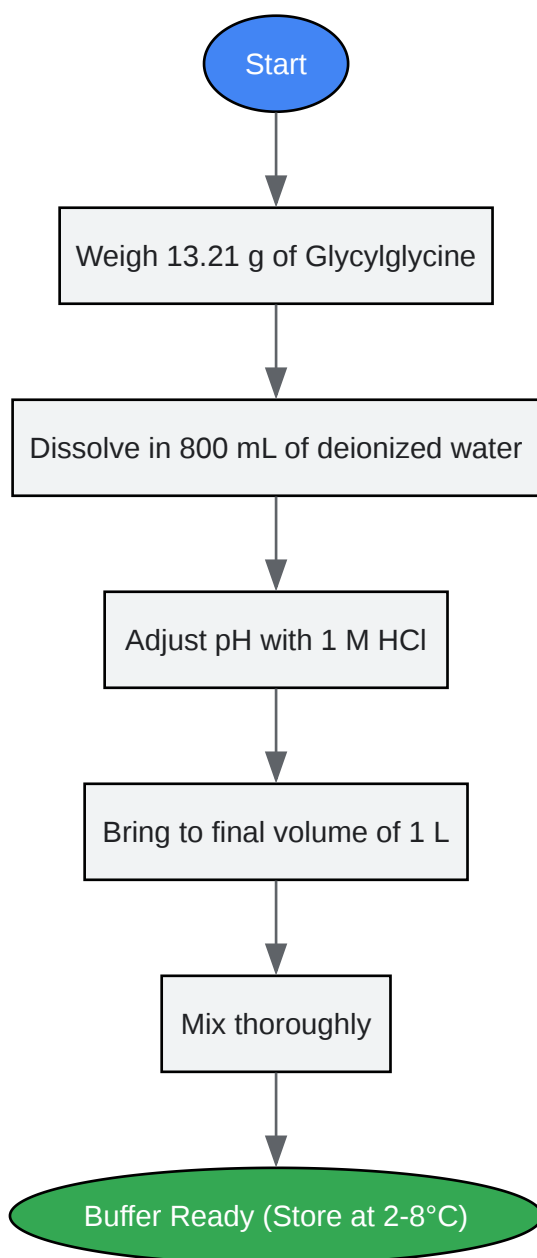 Start
Weigh 13.21 g of Glycylglycine
Dissolve in 800 mL of deionized water
Adjust pH with 1 M HCl
Bring to final volume of 1 L
Mix thoroughly
Buffer Ready (Store at 2-8°C)